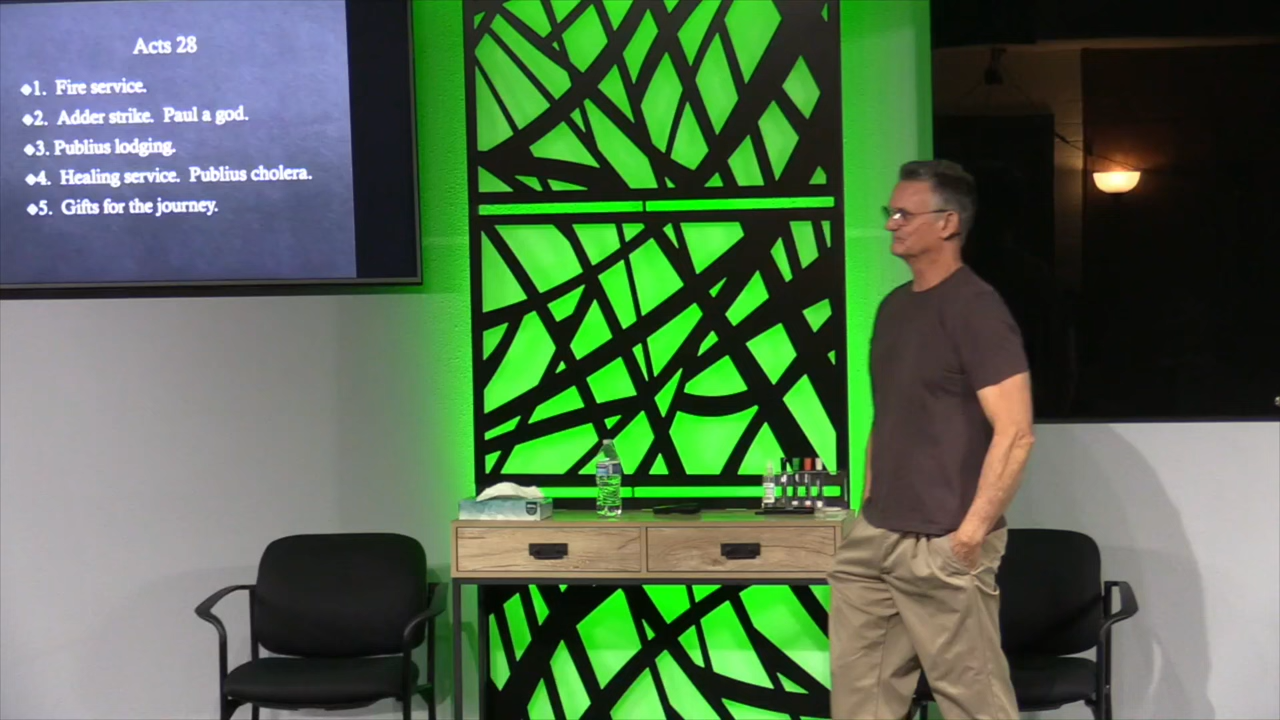 Acts 28
◆1. Fire service.
◆2. Adder strike. Paul a god.
◆3. Publius lodging.
◆4. Healing service. Publius cholera.
◆5. Gifts for the journey.